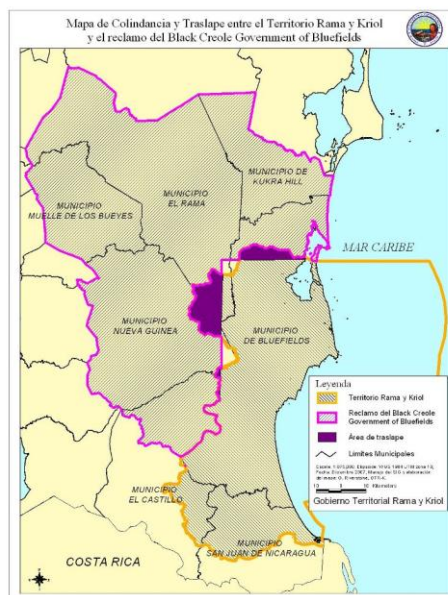 Mapa de Colindancia y Traslape entre el Territorio Rama y Kriol
y el reclamo del Black Creole Government of Bluefields
MUNICIPIO DE
KUKRA HILL
MUNICIPIO
EL RAMA
MUNICIPIO
MUELLE DE LOS BUEYES
MAR CARIBE
MUNICIPIO
NUEVA GUINEA
MUNICIPIO
DE BLUEFIELDS
Leyenda
Territorio Rama y Kriol
Reclamo del Black Creole
Government of Bluefields
Área de traslape
Limites Municipales
Kilometers
Gobierno Territorial Rama y Kriol
MUNICIPIO
EL CASTILLO
MUNICIPIO
SAN JUAN DE NICARAGUA
COSTA RICA